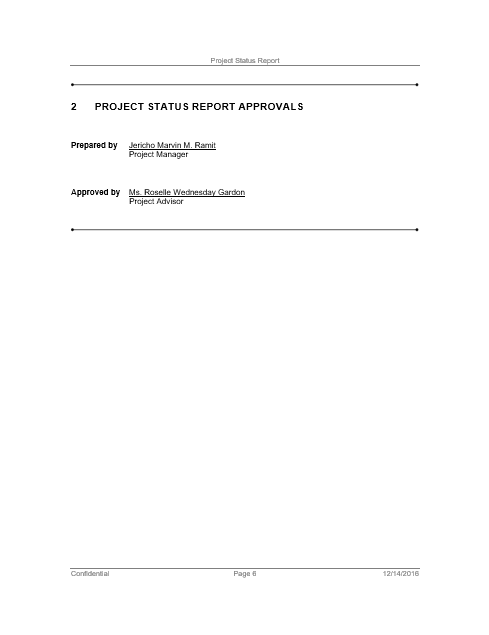 Project Status Report
2 PROJECT STATUS REPORT APPROVALS
Prepared by Jericho Marvin M. Ramit
Project Manager
Approved by Ms. Roselle Wednesday Gardon
Project Advisor
Confidential Page 6 12/14/2016